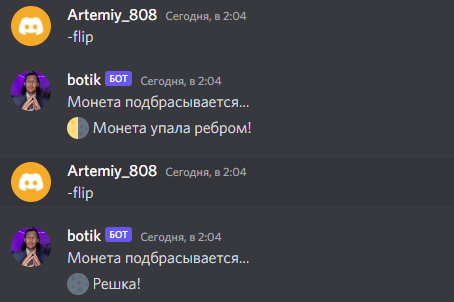 Artemiy_808 Сегодня, в 2:04
-flip
botik БОТ Сегодня, в 2:04
Монета подбрасывается...
Монета упала ребром!
Artemiy_808 Сегодня, в 2:04
-flip
botik БОТ Сегодня, в 2:04
Монета подбрасывается...
Решка!